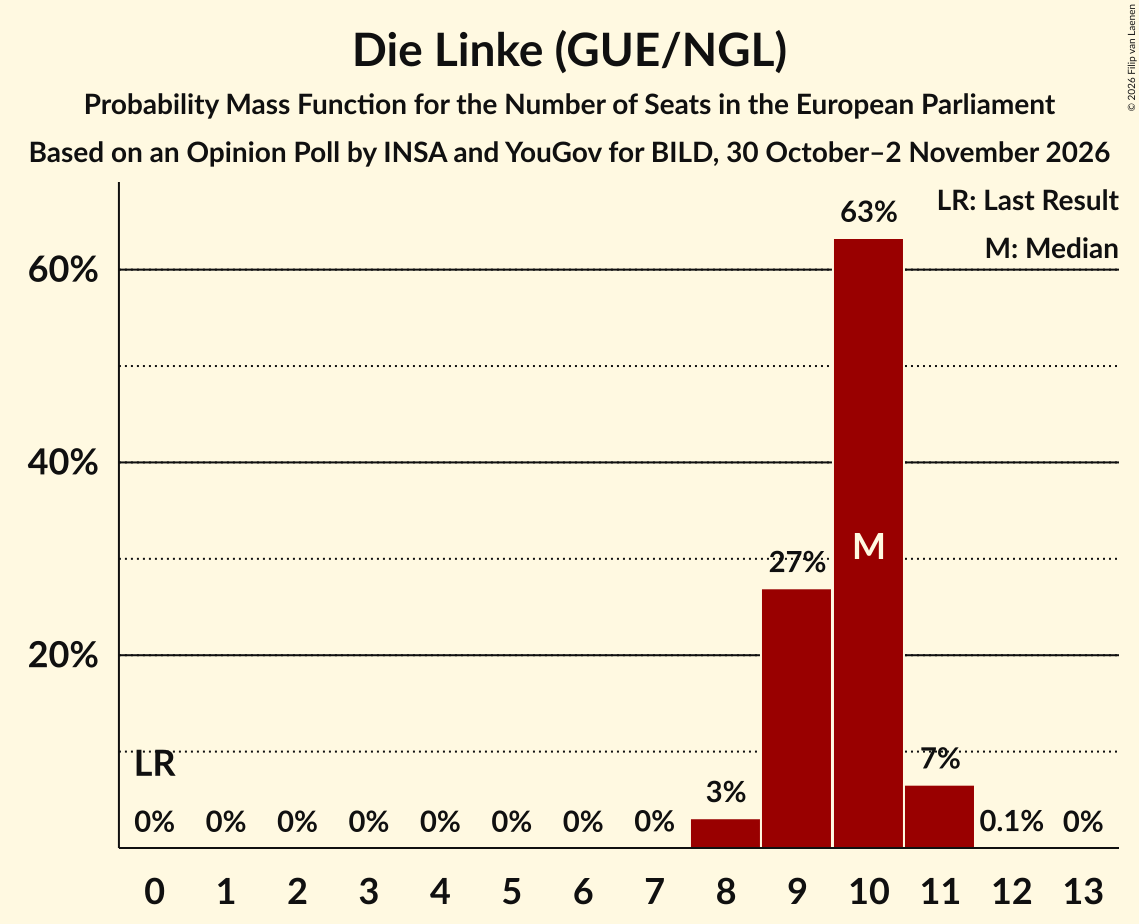 Die Linke (GUE/NGL)
Probability Mass Function for the Number of Seats in the European Parliament
Based on an Opinion Poll by INSA and YouGov for BILD, 30 October–2 November 2026
© 2026 Filip van Laenen
LR: Last Result
M: Median
63%
60%
40%
M
27%
20%
LR
7%
3%
0% 0% 0% 0% 0% 0% 0% 0% 0.1% 0%
0 1 2 3 4 5 6 7 8 9 10 11 12 13